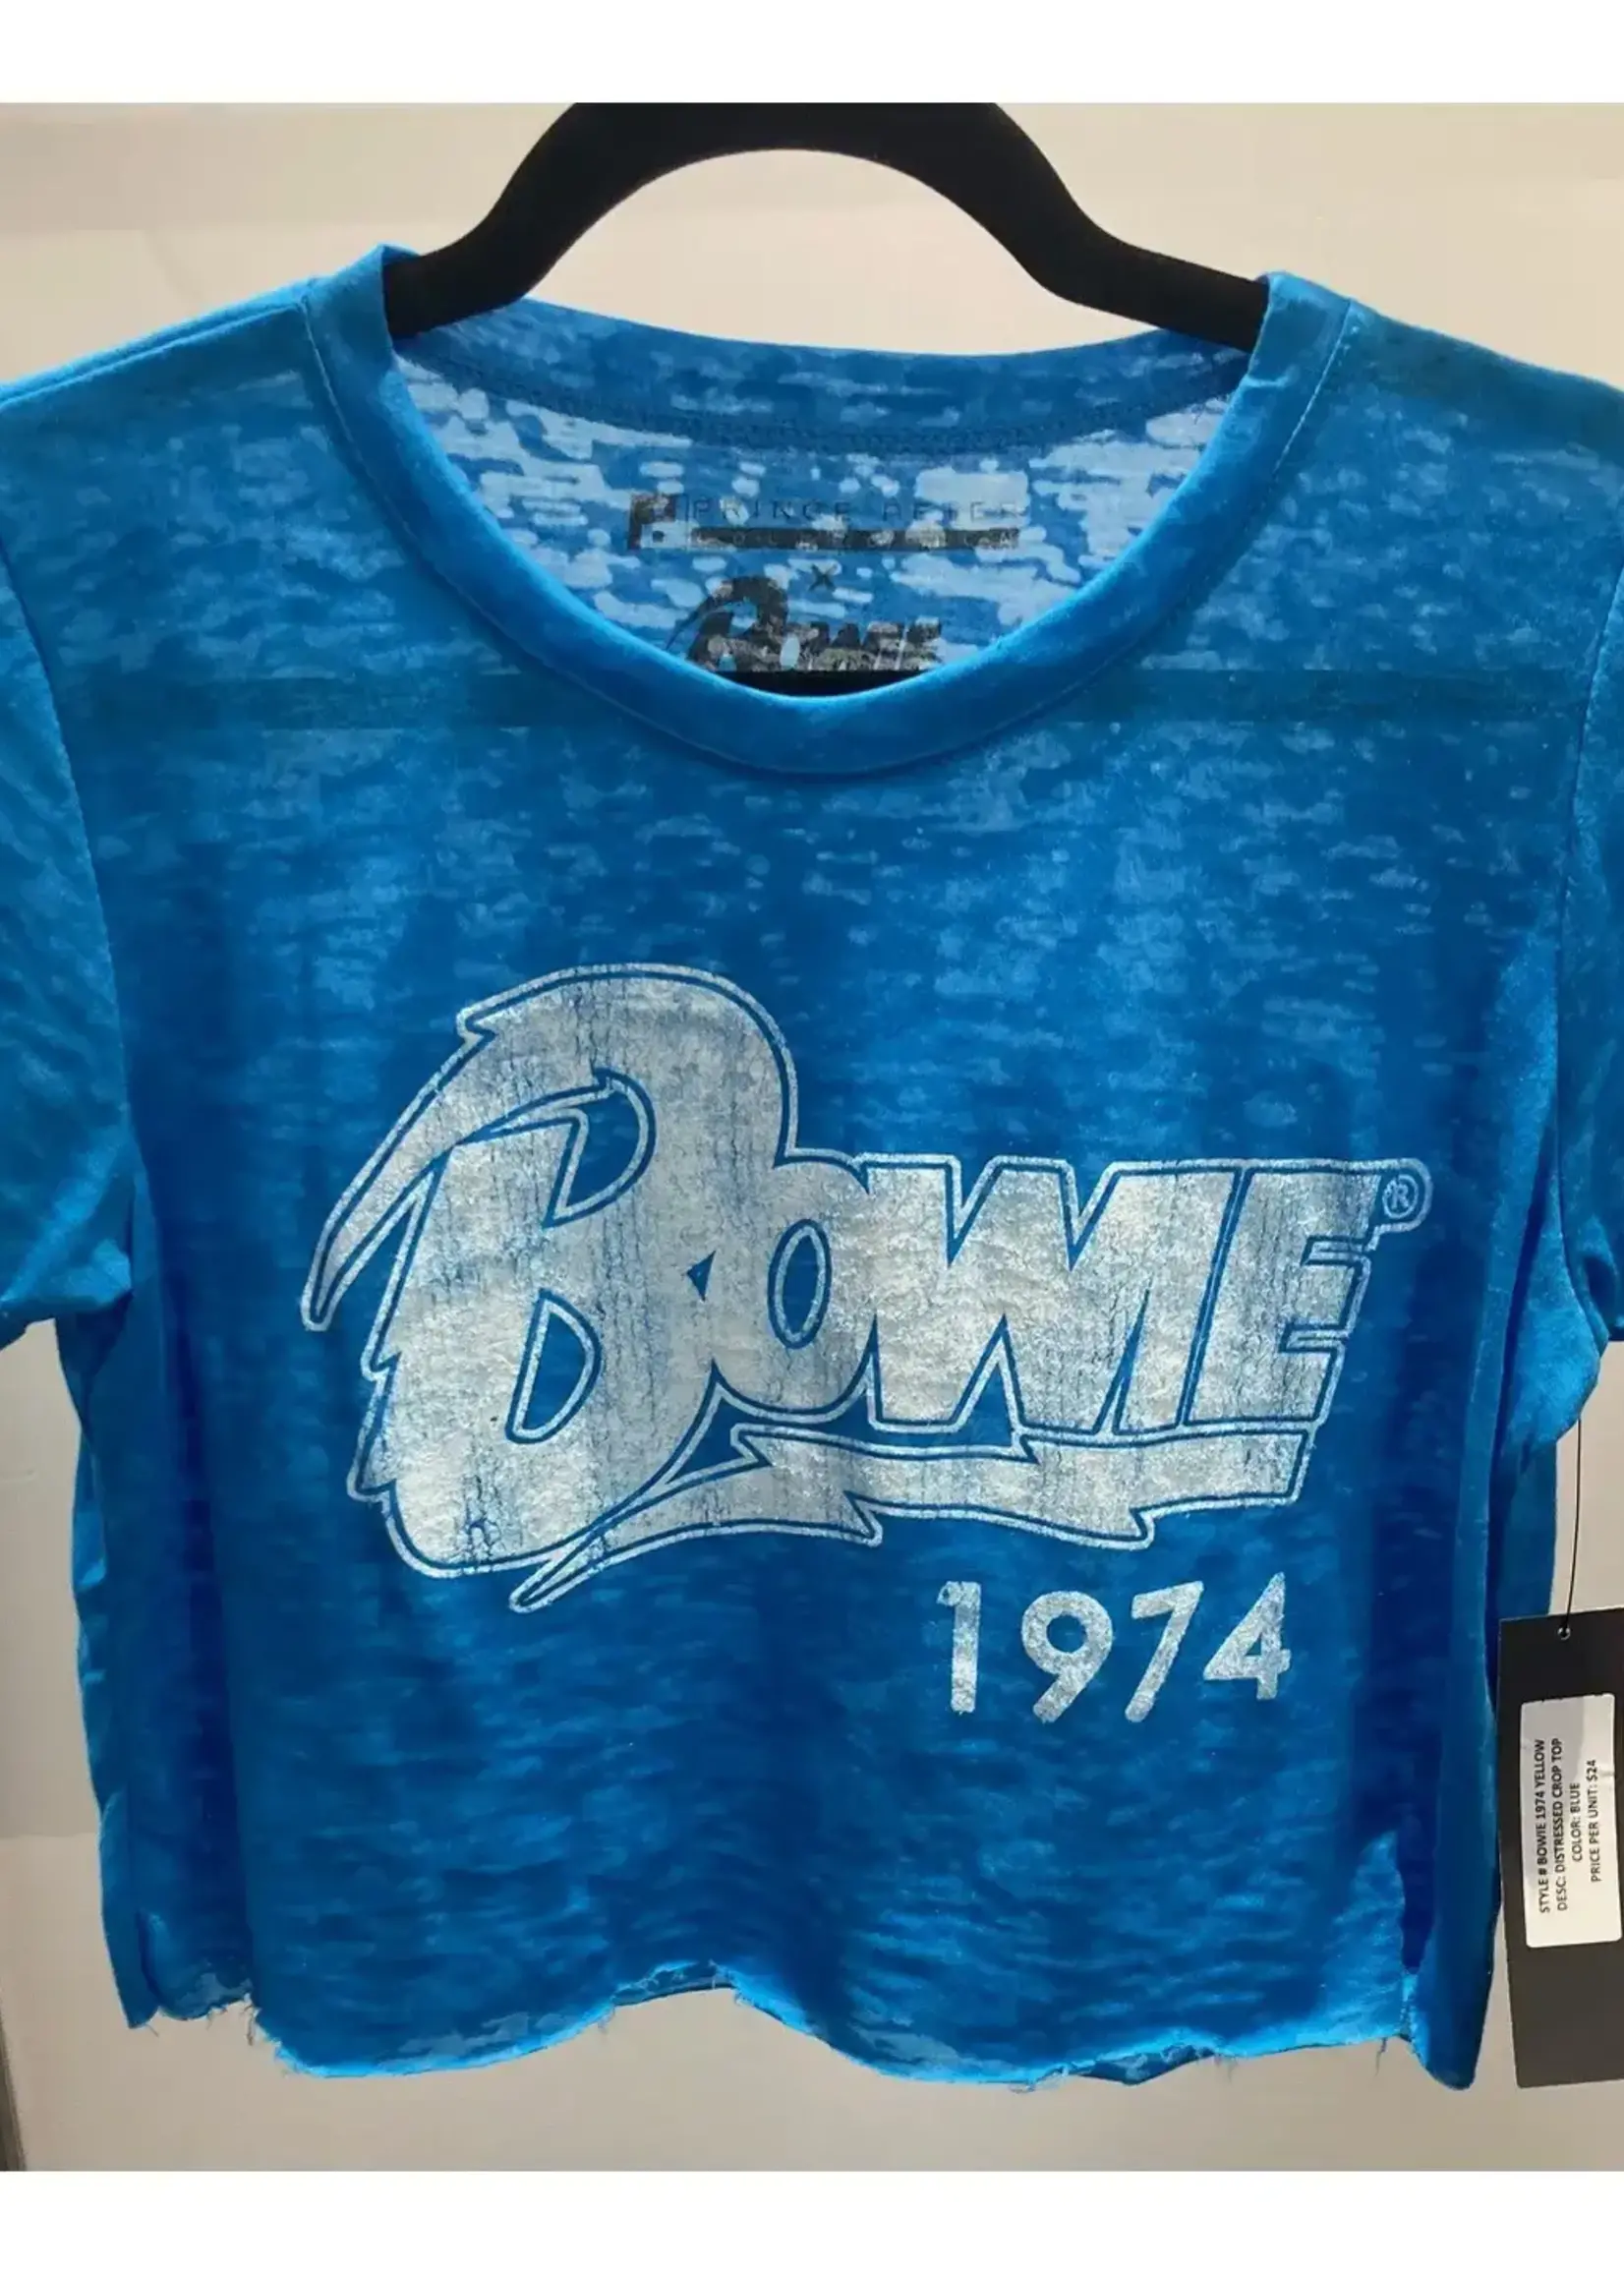 PRINCE PETER
COLLECTION
x
BOWIE
BOWIE®
1974
STYLE # BOWIE 1974 YELLOW
DESC: DISTRESSED CROP TOP
COLOR: BLUE
PRICE PER UNIT: $24